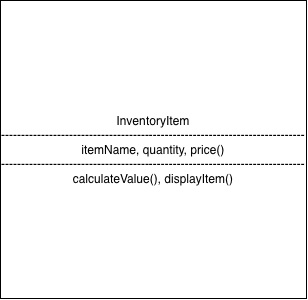 InventoryItem
itemName, quantity, price()
calculateValue(), displayItem()